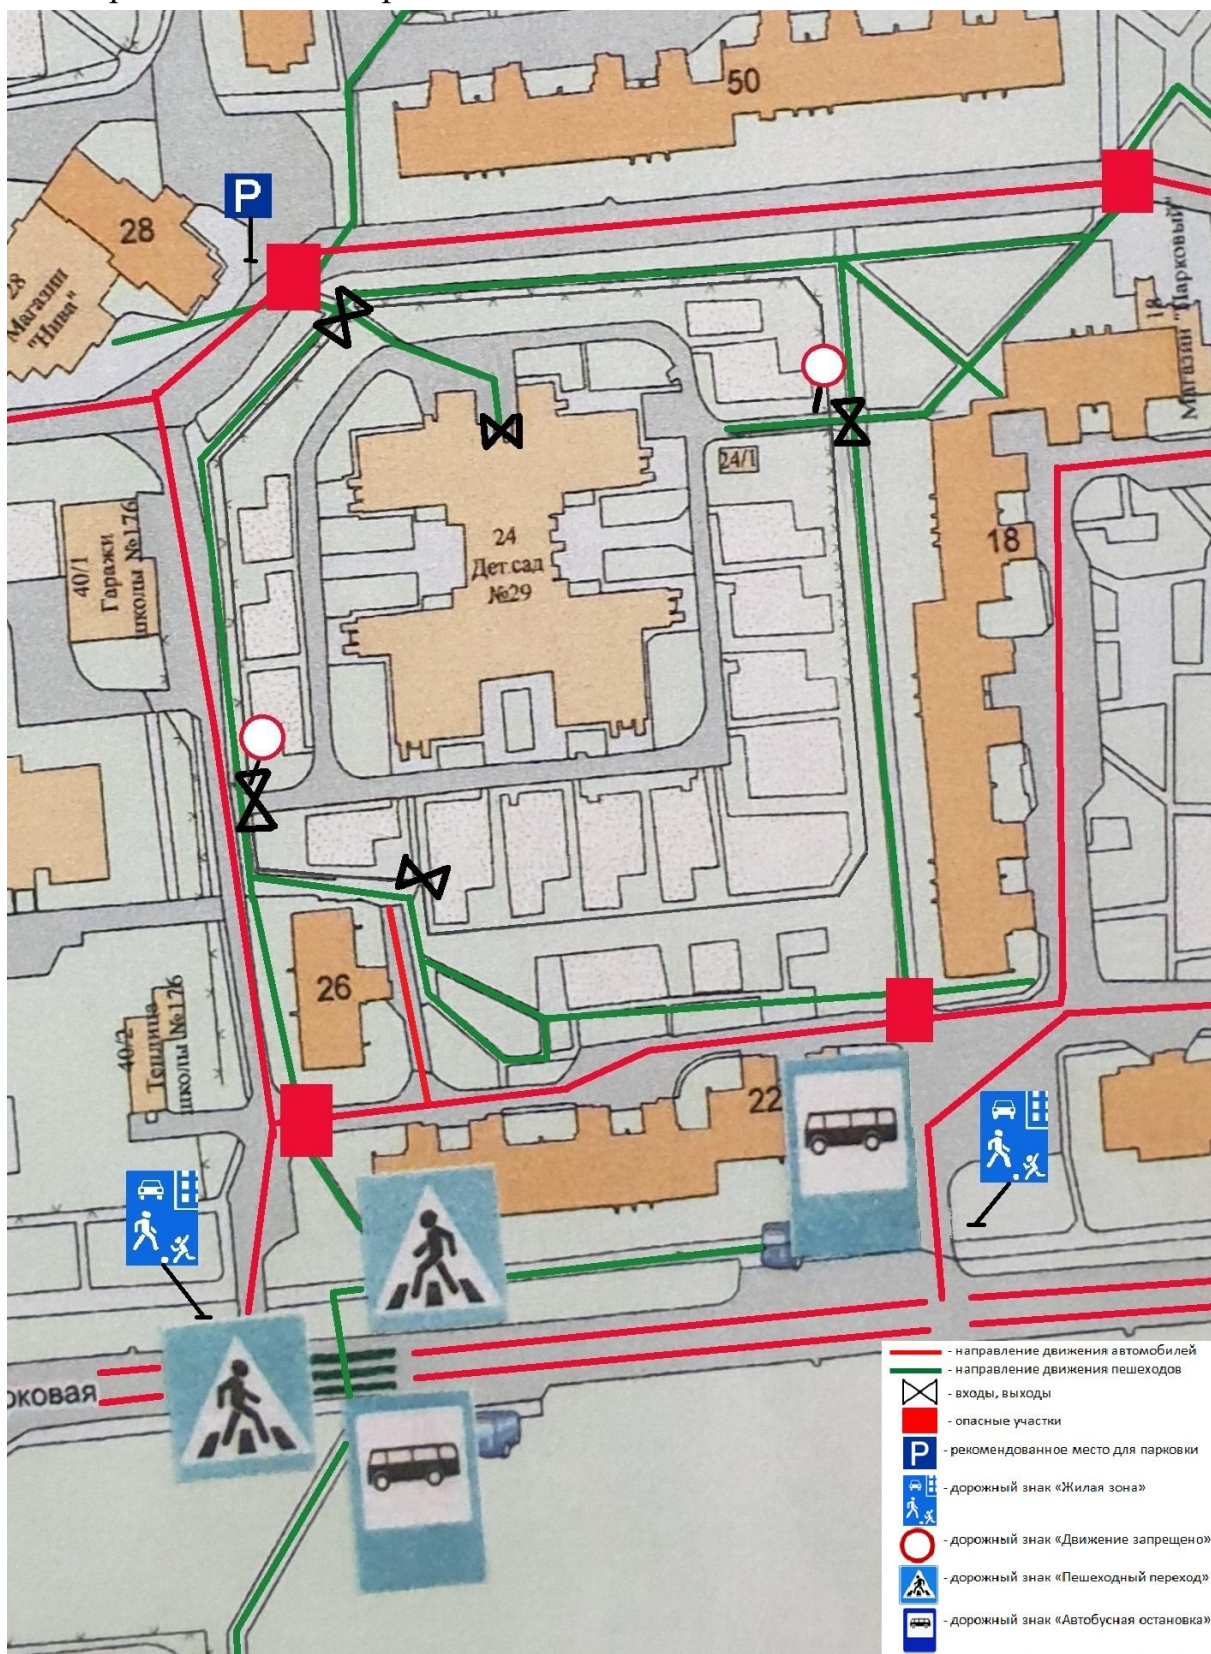 50
P
28
28
Магазин
"Нива"
18
Магазин "Парковый"
24/1
24
Дет.сад
№29
18
40/1
Гаражи
школы №176
26
40/2
Теплица
школы №176
22
рковая
- направление движения автомобилей
- направление движения пешеходов
- входы, выходы
- опасные участки
P - рекомендованное место для парковки
- дорожный знак «Жилая зона»
- дорожный знак «Движение запрещено»
- дорожный знак «Пешеходный переход»
- дорожный знак «Автобусная остановка»